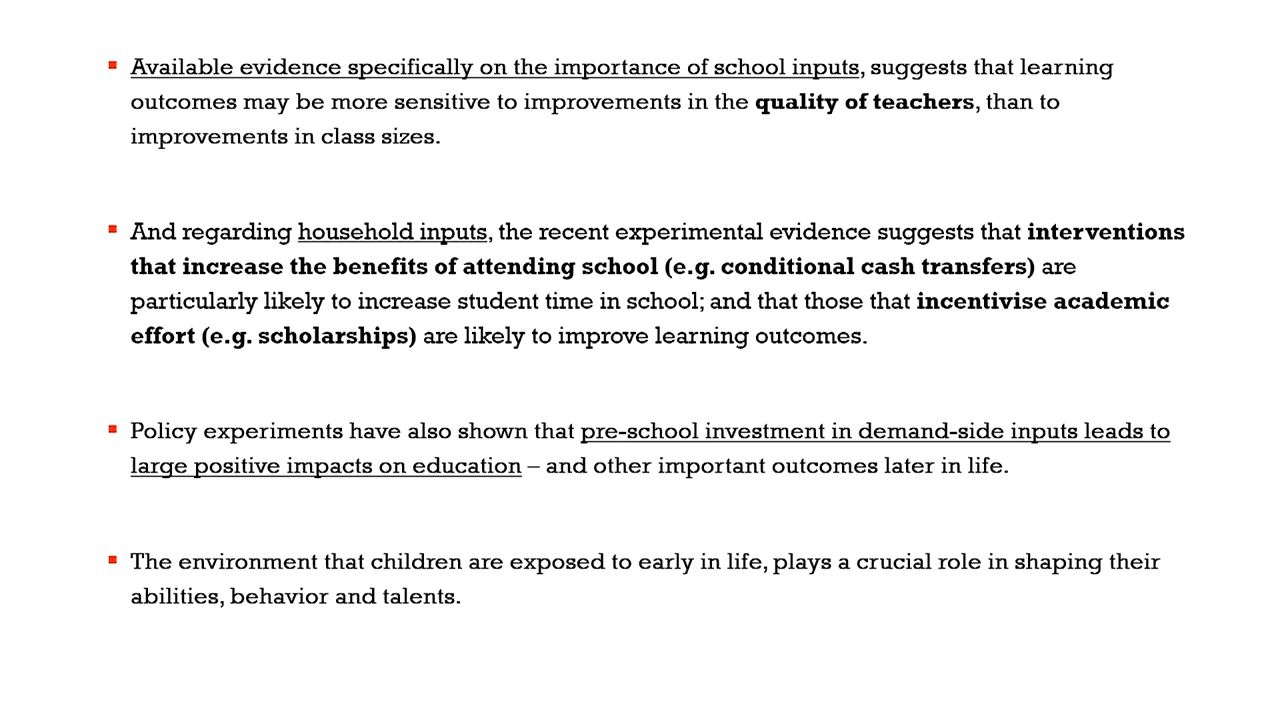 ▪ Available evidence specifically on the importance of school inputs, suggests that learning
outcomes may be more sensitive to improvements in the quality of teachers, than to
improvements in class sizes.
▪ And regarding household inputs, the recent experimental evidence suggests that interventions
that increase the benefits of attending school (e.g. conditional cash transfers) are
particularly likely to increase student time in school; and that those that incentivise academic
effort (e.g. scholarships) are likely to improve learning outcomes.
▪ Policy experiments have also shown that pre-school investment in demand-side inputs leads to
large positive impacts on education – and other important outcomes later in life.
▪ The environment that children are exposed to early in life, plays a crucial role in shaping their
abilities, behavior and talents.